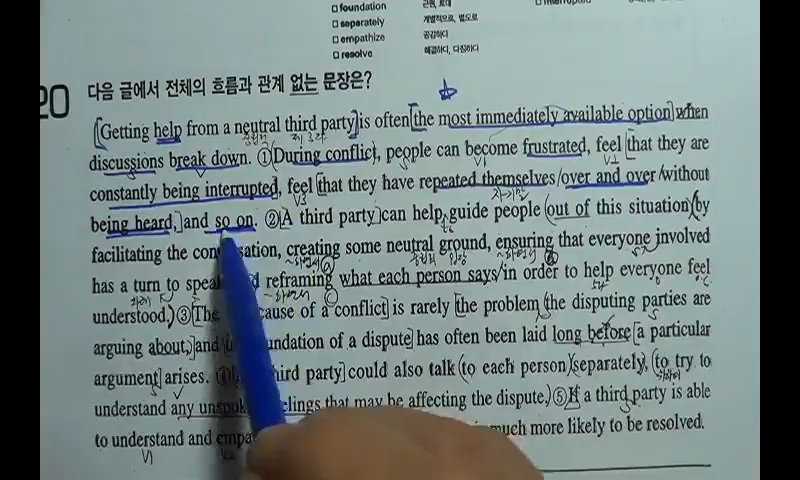 □ foundation 근원, 토대
□ separately 개별적으로, 별도로
□ empathize 공감하다
□ resolve 해결하다, 다짐하다
20 다음 글에서 전체의 흐름과 관계 없는 문장은?
Getting help from a neutral third party is often the most immediately available option when
discussions break down. ① During conflict, people can become frustrated, feel that they are
constantly being interrupted, feel that they have repeated themselves over and over without
being heard, and so on. ② A third party can help guide people out of this situation by
facilitating the conversation, creating some neutral ground, ensuring that everyone involved
has a turn to speak reframing what each person says in order to help everyone feel
understood. ③ The cause of a conflict is rarely the problem the disputing parties are
arguing about, and foundation of a dispute has often been laid long before a particular
argument arises. ④ third party could also talk to each person separately, to try to
understand any unspoken feelings that may be affecting the dispute. ⑤ If a third party is able
to understand and much more likely to be resolved.